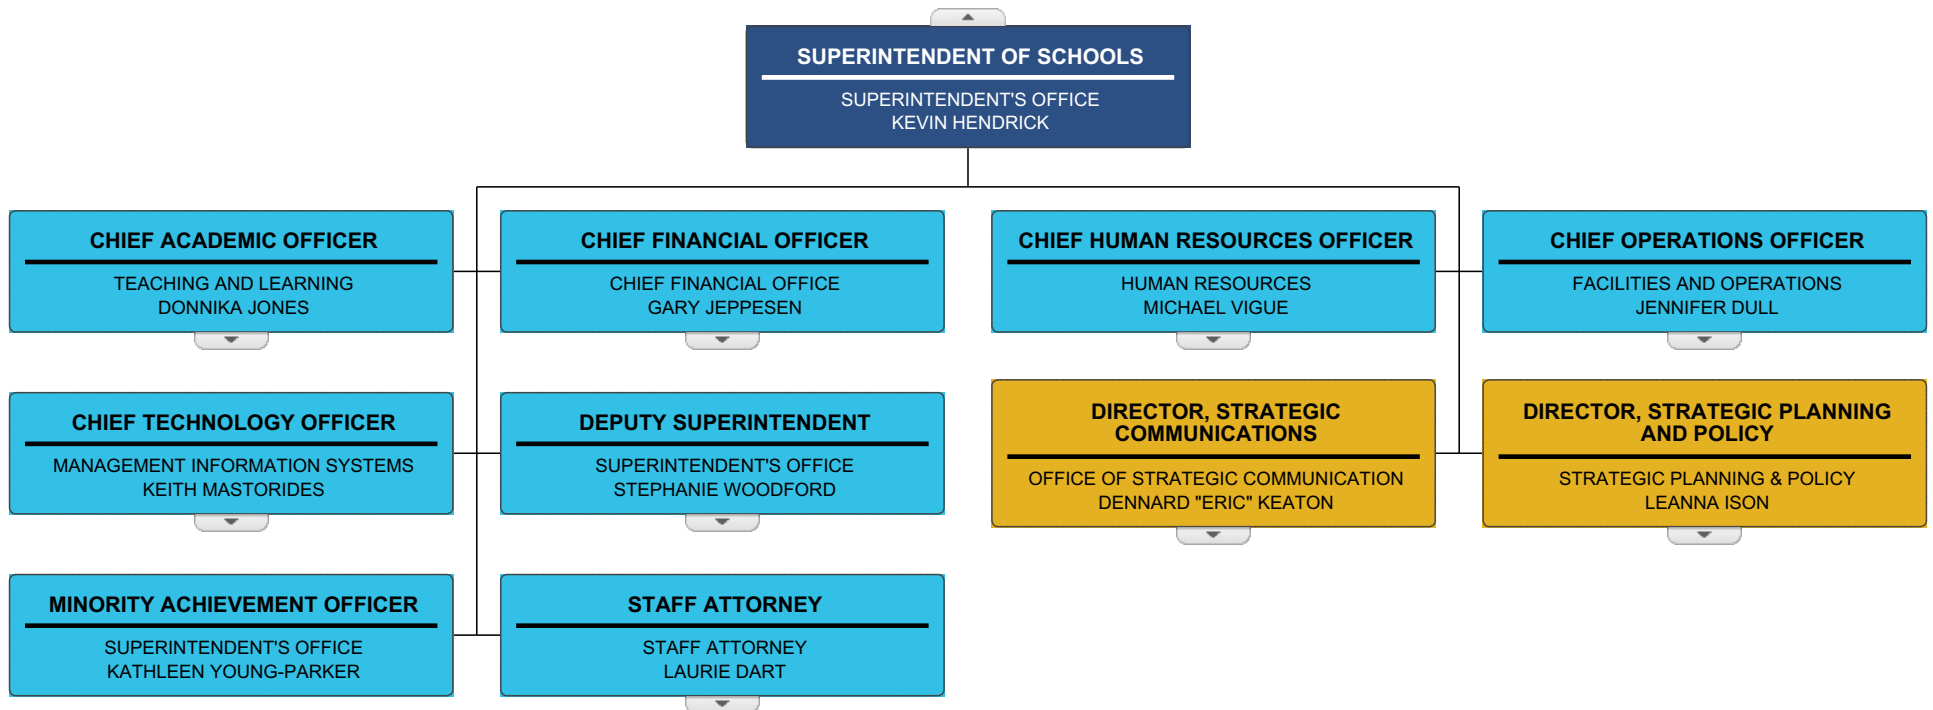 SUPERINTENDENT OF SCHOOLS
SUPERINTENDENT'S OFFICE
KEVIN HENDRICK
CHIEF ACADEMIC OFFICER
TEACHING AND LEARNING
DONNIKA JONES
CHIEF FINANCIAL OFFICER
CHIEF FINANCIAL OFFICE
GARY JEPPESEN
CHIEF HUMAN RESOURCES OFFICER
HUMAN RESOURCES
MICHAEL VIGUE
CHIEF OPERATIONS OFFICER
FACILITIES AND OPERATIONS
JENNIFER DULL
CHIEF TECHNOLOGY OFFICER
MANAGEMENT INFORMATION SYSTEMS
KEITH MASTORIDES
DEPUTY SUPERINTENDENT
SUPERINTENDENT'S OFFICE
STEPHANIE WOODFORD
DIRECTOR, STRATEGIC
COMMUNICATIONS
OFFICE OF STRATEGIC COMMUNICATION
DENNARD "ERIC" KEATON
DIRECTOR, STRATEGIC PLANNING
AND POLICY
STRATEGIC PLANNING & POLICY
LEANNA ISON
MINORITY ACHIEVEMENT OFFICER
SUPERINTENDENT'S OFFICE
KATHLEEN YOUNG-PARKER
STAFF ATTORNEY
STAFF ATTORNEY
LAURIE DART